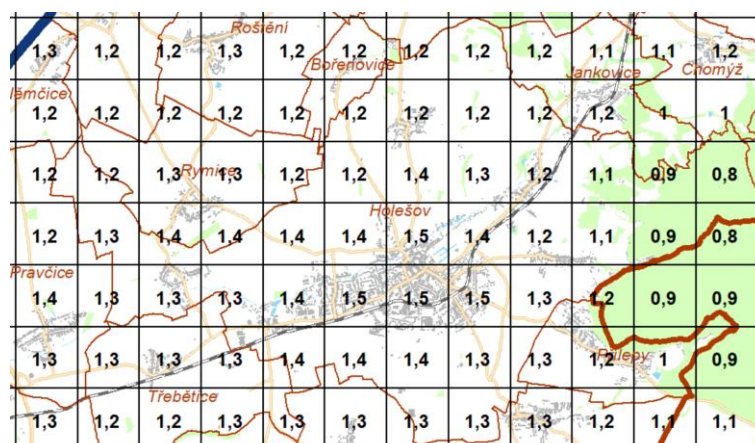 Roštění
1,3 1,2 1,2 1,3 1,2 1,2 1,2 1,2 1,2 1,1 1,1 1,2
Bořenovice Jankovice Chomýž
1,2 1,2 1,2 1,2 1,2 1,2 1,2 1,2 1,2 1,2 1 1
Rymice
1,2 1,2 1,3 1,3 1,2 1,2 1,4 1,3 1,2 1,1 0,9 0,8
Holešov
1,2 1,3 1,4 1,4 1,4 1,4 1,5 1,4 1,2 1,1 0,9 0,8
Pravčice
1,4 1,3 1,3 1,3 1,4 1,5 1,5 1,5 1,3 1,2 0,9 0,9
1,3 1,3 1,3 1,3 1,4 1,4 1,4 1,3 1,3 1,2 1 0,9
Přílepy
Třebětice
1,3 1,2 1,2 1,3 1,3 1,3 1,3 1,3 1,3 1,2 1,1 1,1